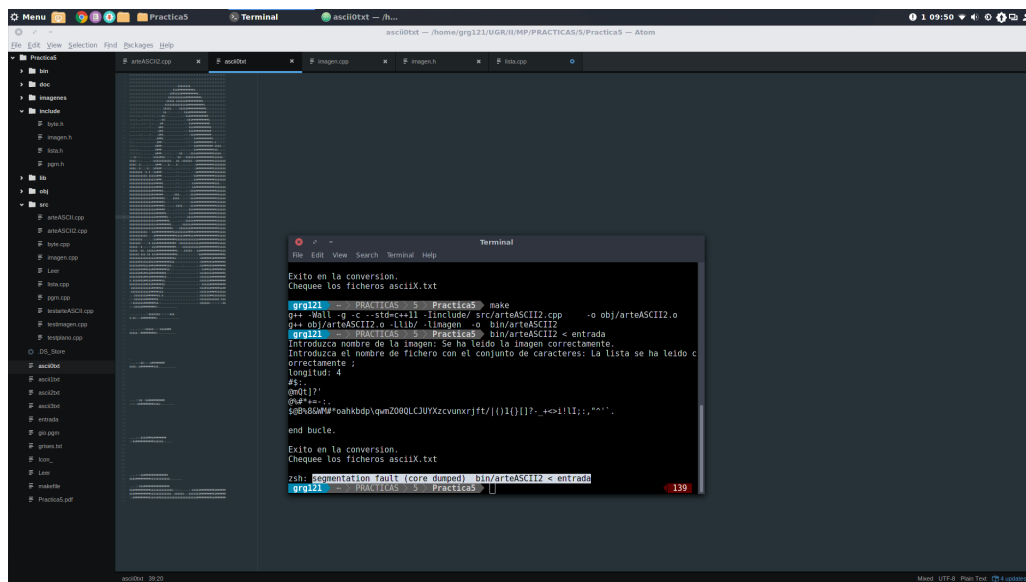 Menu
Practica5
Terminal
ascii0txt — /h...
1 09:50
ascii0txt — /home/grg121/UGR/II/MP/PRACTICAS/5/Practica5 — Atom
File Edit View Selection Find Packages Help
Practica5
bin
doc
imagenes
include
byte.h
imagen.h
lista.h
pgm.h
lib
obj
src
arteASCII.cpp
arteASCII2.cpp
byte.cpp
imagen.cpp
Leer
lista.cpp
pgm.cpp
testarteASCII.cpp
testimagen.cpp
testplano.cpp
.DS_Store
ascii0txt
ascii1txt
ascii2txt
ascii3txt
entrada
gio.pgm
grises.txt
Icon_
Leer
makefile
Practica5.pdf
arteASCII2.cpp
ascii0txt
imagen.cpp
imagen.h
lista.cpp
Terminal
File Edit View Search Terminal Help
Exito en la conversion.
Chequee los ficheros asciiX.txt
grg121 ~ PRACTICAS 5 Practica5 make
g++ -Wall -g -c --std=c++11 -Iinclude/ src/arteASCII2.cpp -o obj/arteASCII2.o
g++ obj/arteASCII2.o -Llib/ -limagen -o bin/arteASCII2
grg121 ~ PRACTICAS 5 Practica5 bin/arteASCII2 < entrada
Introduzca nombre de la imagen: Se ha leido la imagen correctamente.
Introduzca el nombre de fichero con el conjunto de caracteres: La lista se ha leido c
orrectamente ;
longitud: 4
#$:.
@mQt]?'
@%#*+=-:.
$@B%8&WM#*oahkbdp\qwmZO0QLCJUYXzcvunxrjft/|()1{}[]?-_+<>i!lI;:,"^'`.
end bucle.
Exito en la conversion.
Chequee los ficheros asciiX.txt
zsh: segmentation fault (core dumped) bin/arteASCII2 < entrada
grg121 ~ PRACTICAS 5 Practica5
139
ascii0txt 39:20
Mixed UTF-8 Plain Text 4 updates